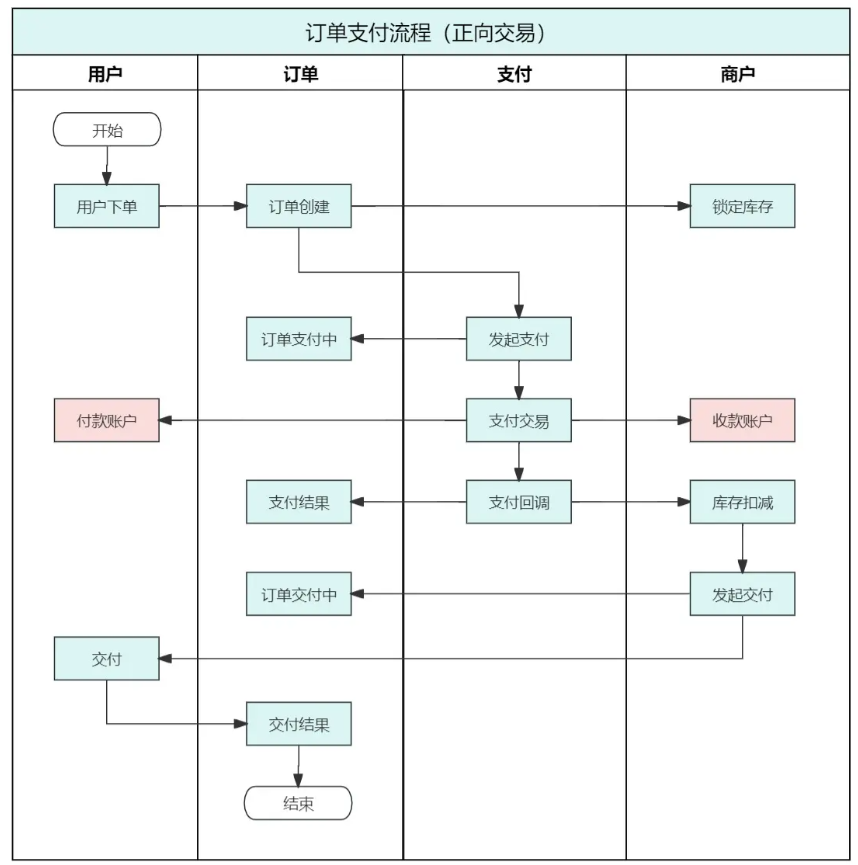 订单支付流程（正向交易）
用户 订单 支付 商户
开始
用户下单 订单创建 锁定库存
订单支付中 发起支付
付款账户 支付交易 收款账户
支付结果 支付回调 库存扣减
订单交付中 发起交付
交付
交付结果
结束